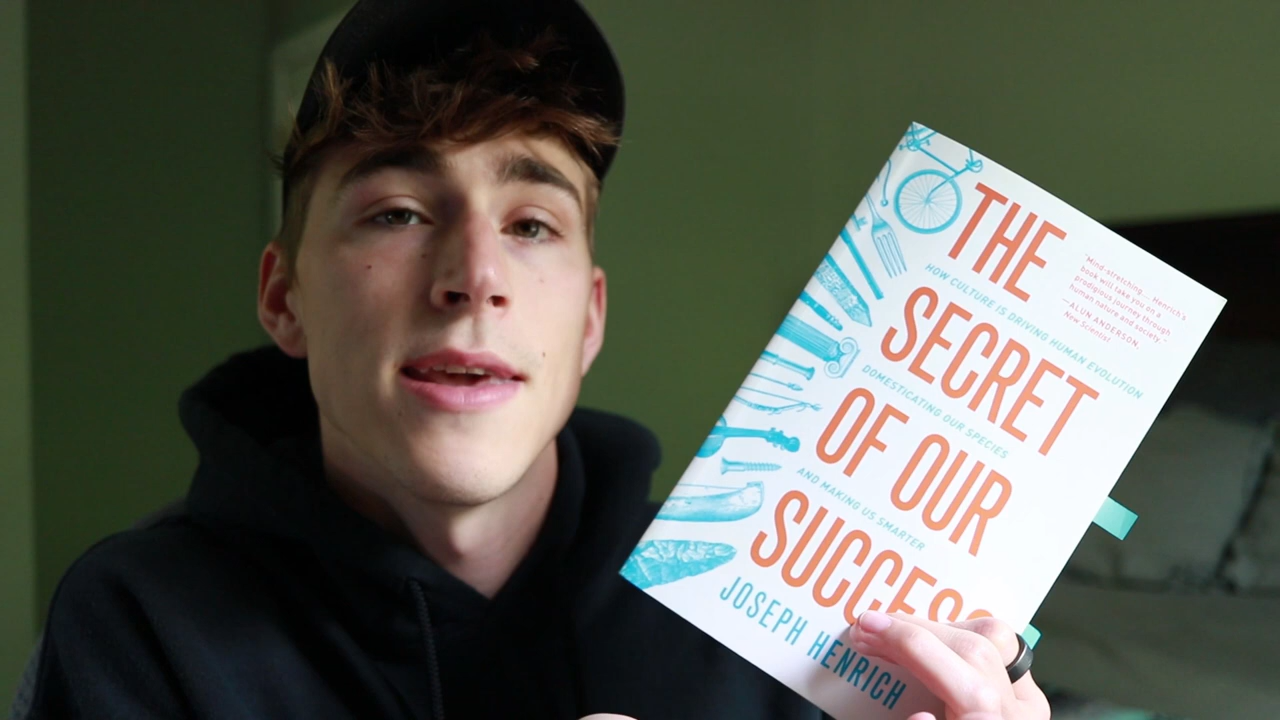 THE
"Mind-stretching... Henrich's
book will take you on a
prodigious journey through
human nature and society."
—ALUN ANDERSON,
New Scientist
HOW CULTURE IS DRIVING HUMAN EVOLUTION
SECRET
DOMESTICATING OUR SPECIES
OF OUR
AND MAKING US SMARTER
SUCCESS
JOSEPH HENRICH